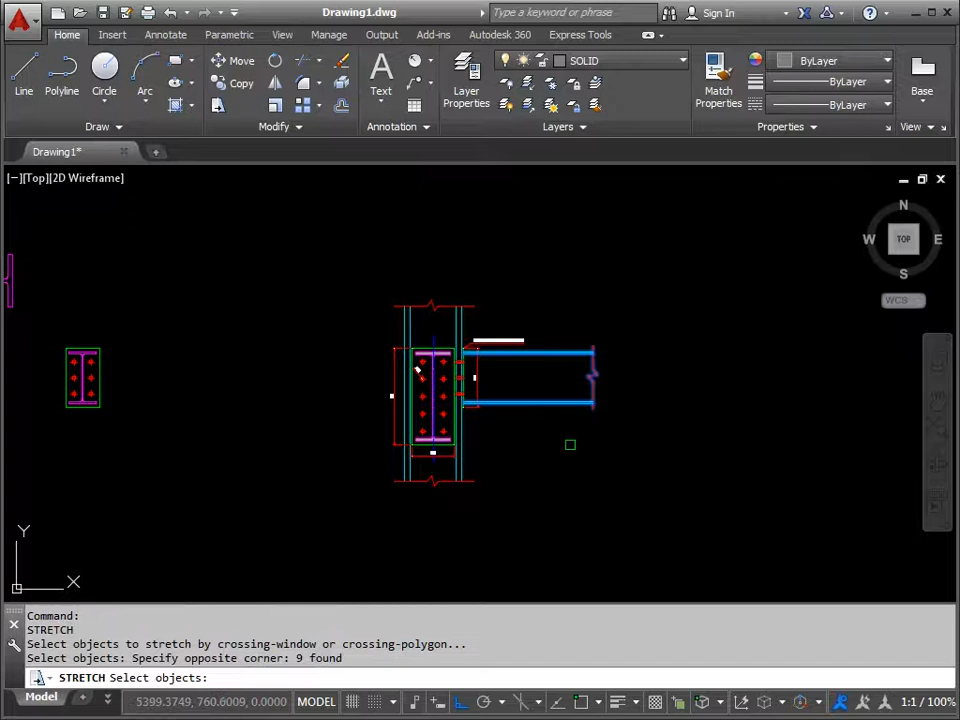 Drawing1.dwg
Type a keyword or phrase
Sign In
Home Insert Annotate Parametric View Manage Output Add-ins Autodesk 360 Express Tools
Move
Copy
Line Polyline Circle Arc
Text
Layer Properties
SOLID
Match Properties
ByLayer
ByLayer
ByLayer
Base
Draw Modify Annotation Layers Properties View
Drawing1*
[−][Top][2D Wireframe]
N
W TOP E
S
WCS
Y
X
Command:
STRETCH
Select objects to stretch by crossing-window or crossing-polygon...
Select objects: Specify opposite corner: 9 found
STRETCH Select objects:
Model
5399.3749, 760.6009, 0.0000 MODEL 1:1 / 100%